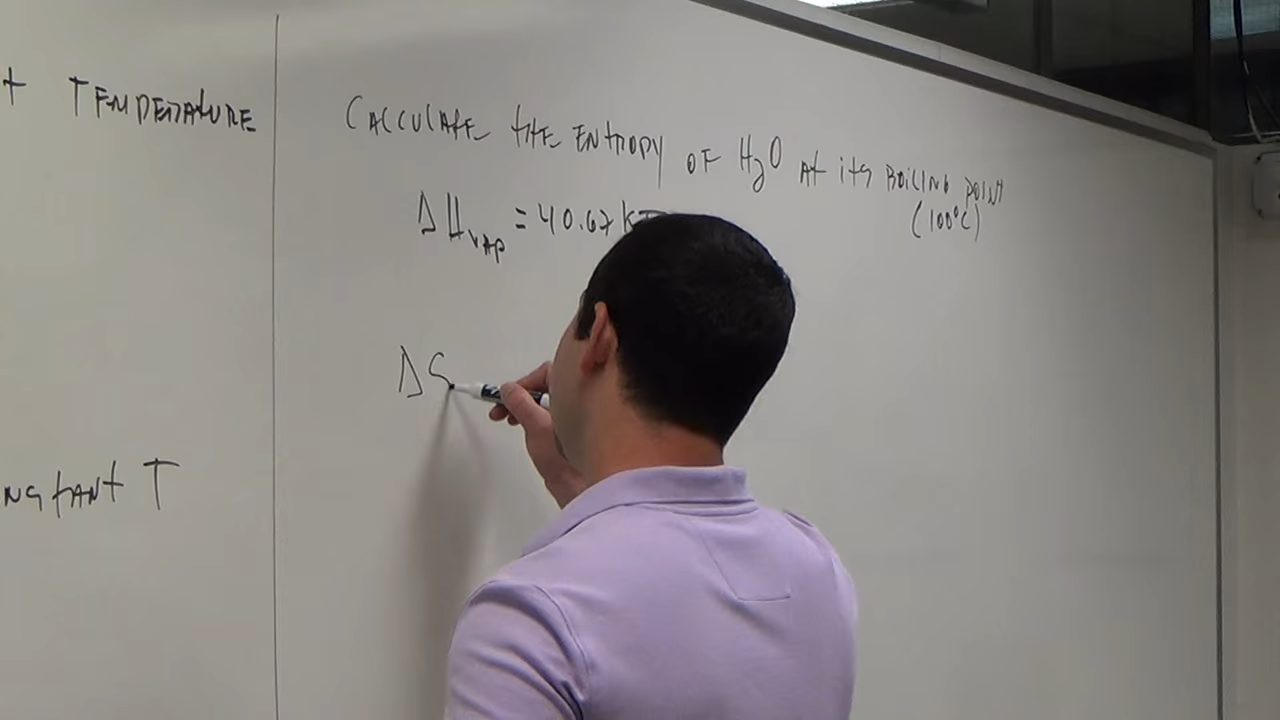 t TEMPERATURE
CALCULATE THE ENTROPY OF H₂O AT ITS BOILING POINT
(100°C)
ΔHvap = 40.67 k
ΔS
NSTANT T